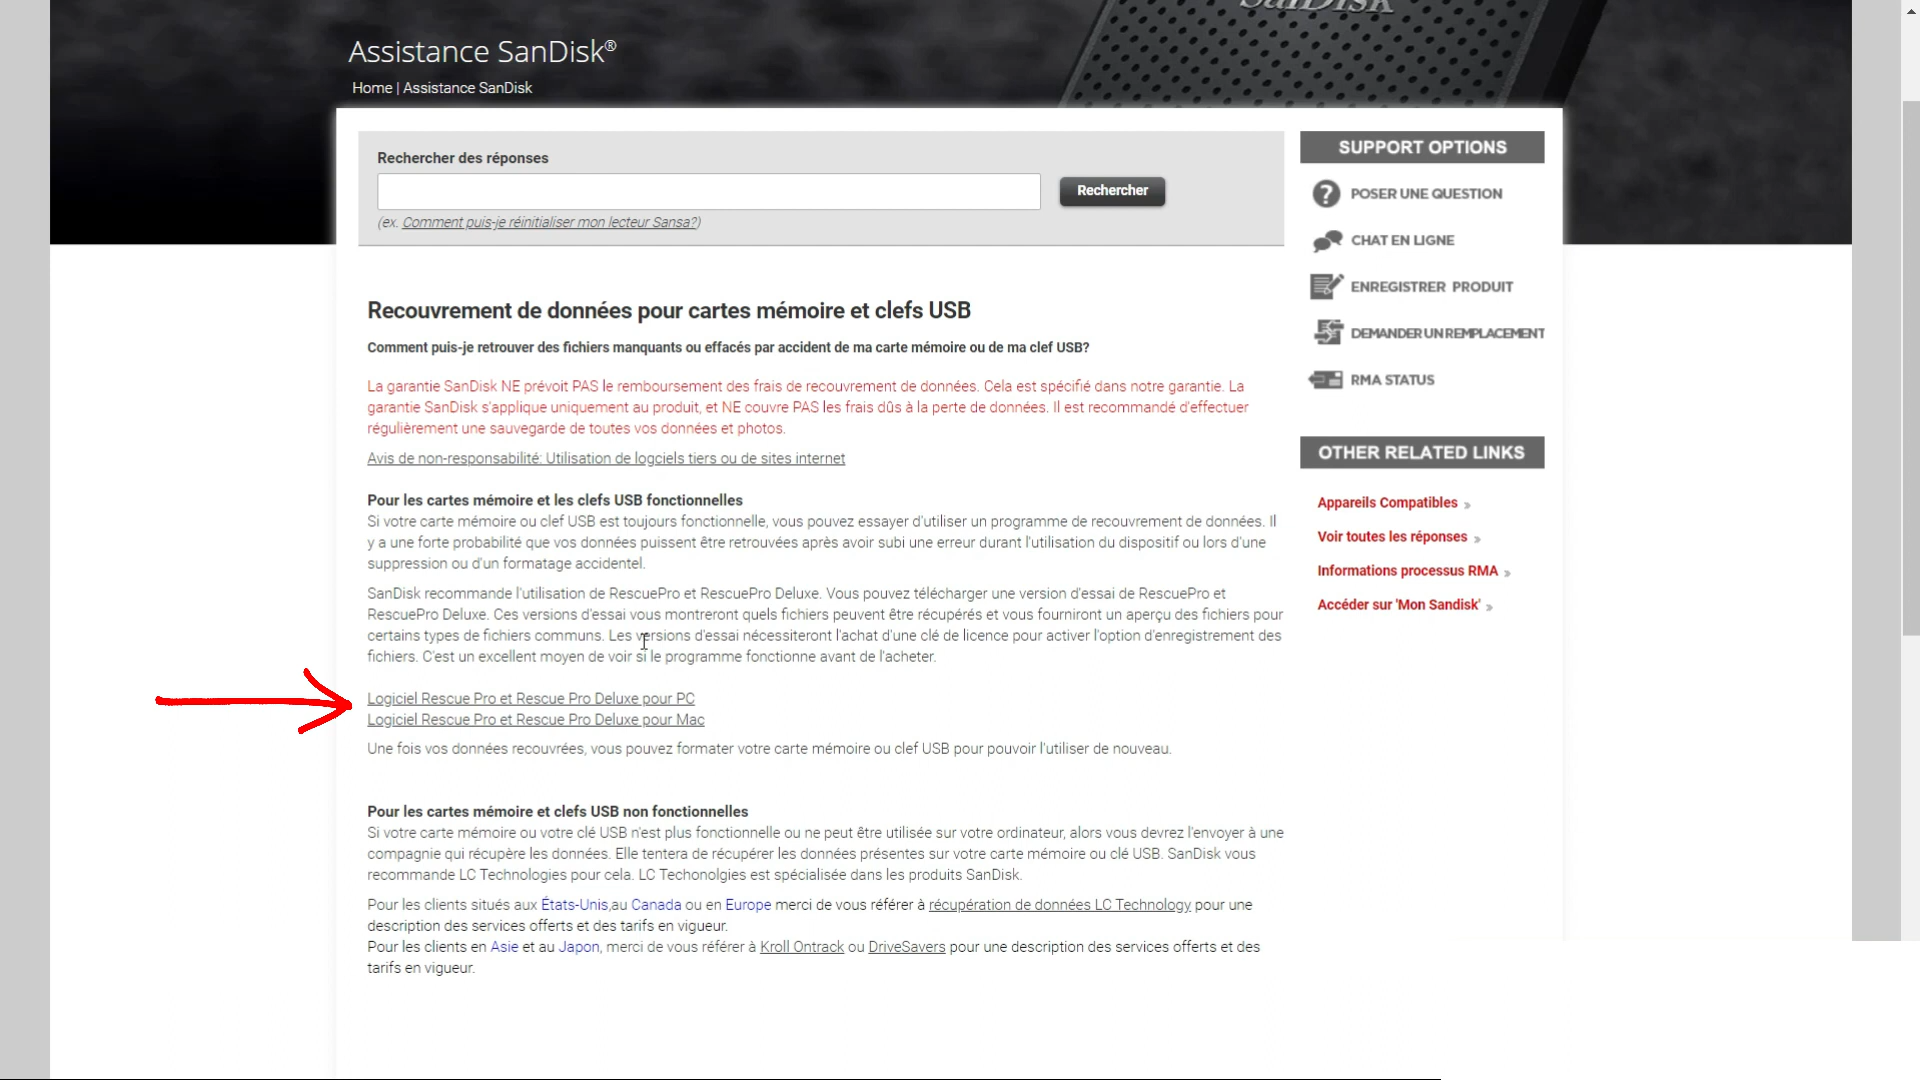 SanDisk
Assistance SanDisk®
Home | Assistance SanDisk
Rechercher des réponses
Rechercher
(ex. Comment puis-je réinitialiser mon lecteur Sansa?)
SUPPORT OPTIONS
POSER UNE QUESTION
CHAT EN LIGNE
ENREGISTRER PRODUIT
DEMANDER UN REMPLACEMENT
RMA STATUS
OTHER RELATED LINKS
Appareils Compatibles »
Voir toutes les réponses »
Informations processus RMA »
Accéder sur 'Mon Sandisk' »
Recouvrement de données pour cartes mémoire et clefs USB
Comment puis-je retrouver des fichiers manquants ou effacés par accident de ma carte mémoire ou de ma clef USB?
La garantie SanDisk NE prévoit PAS le remboursement des frais de recouvrement de données. Cela est spécifié dans notre garantie. La
garantie SanDisk s'applique uniquement au produit, et NE couvre PAS les frais dûs à la perte de données. Il est recommandé d'effectuer
régulièrement une sauvegarde de toutes vos données et photos.
Avis de non-responsabilité: Utilisation de logciels tiers ou de sites internet
Pour les cartes mémoire et les clefs USB fonctionnelles
Si votre carte mémoire ou clef USB est toujours fonctionnelle, vous pouvez essayer d'utiliser un programme de recouvrement de données. Il
y a une forte probabilité que vos données puissent être retrouvées après avoir subi une erreur durant l'utilisation du dispositif ou lors d'une
suppression ou d'un formatage accidentel.
SanDisk recommande l'utilisation de RescuePro et RescuePro Deluxe. Vous pouvez télécharger une version d'essai de RescuePro et
RescuePro Deluxe. Ces versions d'essai vous montreront quels fichiers peuvent être récupérés et vous fourniront un aperçu des fichiers pour
certains types de fichiers communs. Les versions d'essai nécessiteront l'achat d'une clé de licence pour activer l'option d'enregistrement des
fichiers. C'est un excellent moyen de voir si le programme fonctionne avant de l'acheter.
Logiciel Rescue Pro et Rescue Pro Deluxe pour PC
Logiciel Rescue Pro et Rescue Pro Deluxe pour Mac
Une fois vos données recouvrées, vous pouvez formater votre carte mémoire ou clef USB pour pouvoir l'utiliser de nouveau.
Pour les cartes mémoire et clefs USB non fonctionnelles
Si votre carte mémoire ou votre clé USB n'est plus fonctionnelle ou ne peut être utilisée sur votre ordinateur, alors vous devrez l'envoyer à une
compagnie qui récupère les données. Elle tentera de récupérer les données présentes sur votre carte mémoire ou clé USB. SanDisk vous
recommande LC Technologies pour cela. LC Techonolgies est spécialisée dans les produits SanDisk.
Pour les clients situés aux États-Unis,au Canada ou en Europe merci de vous référer à récupération de données LC Technology pour une
description des services offerts et des tarifs en vigueur.
Pour les clients en Asie et au Japon, merci de vous référer à Kroll Ontrack ou DriveSavers pour une description des services offerts et des
tarifs en vigueur.